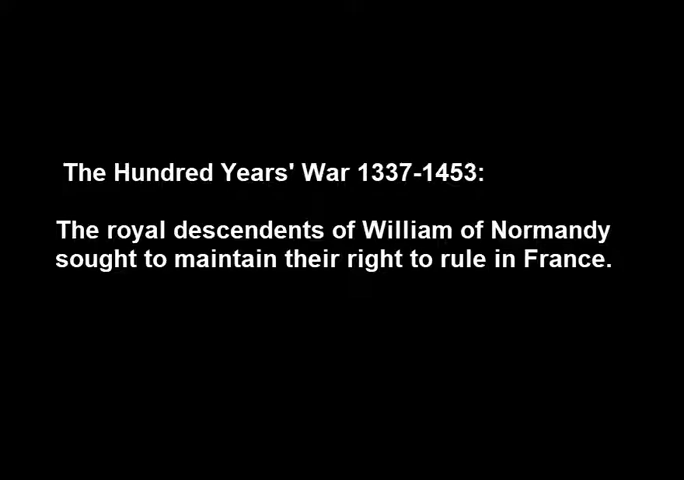 The Hundred Years' War 1337-1453:
The royal descendents of William of Normandy
sought to maintain their right to rule in France.